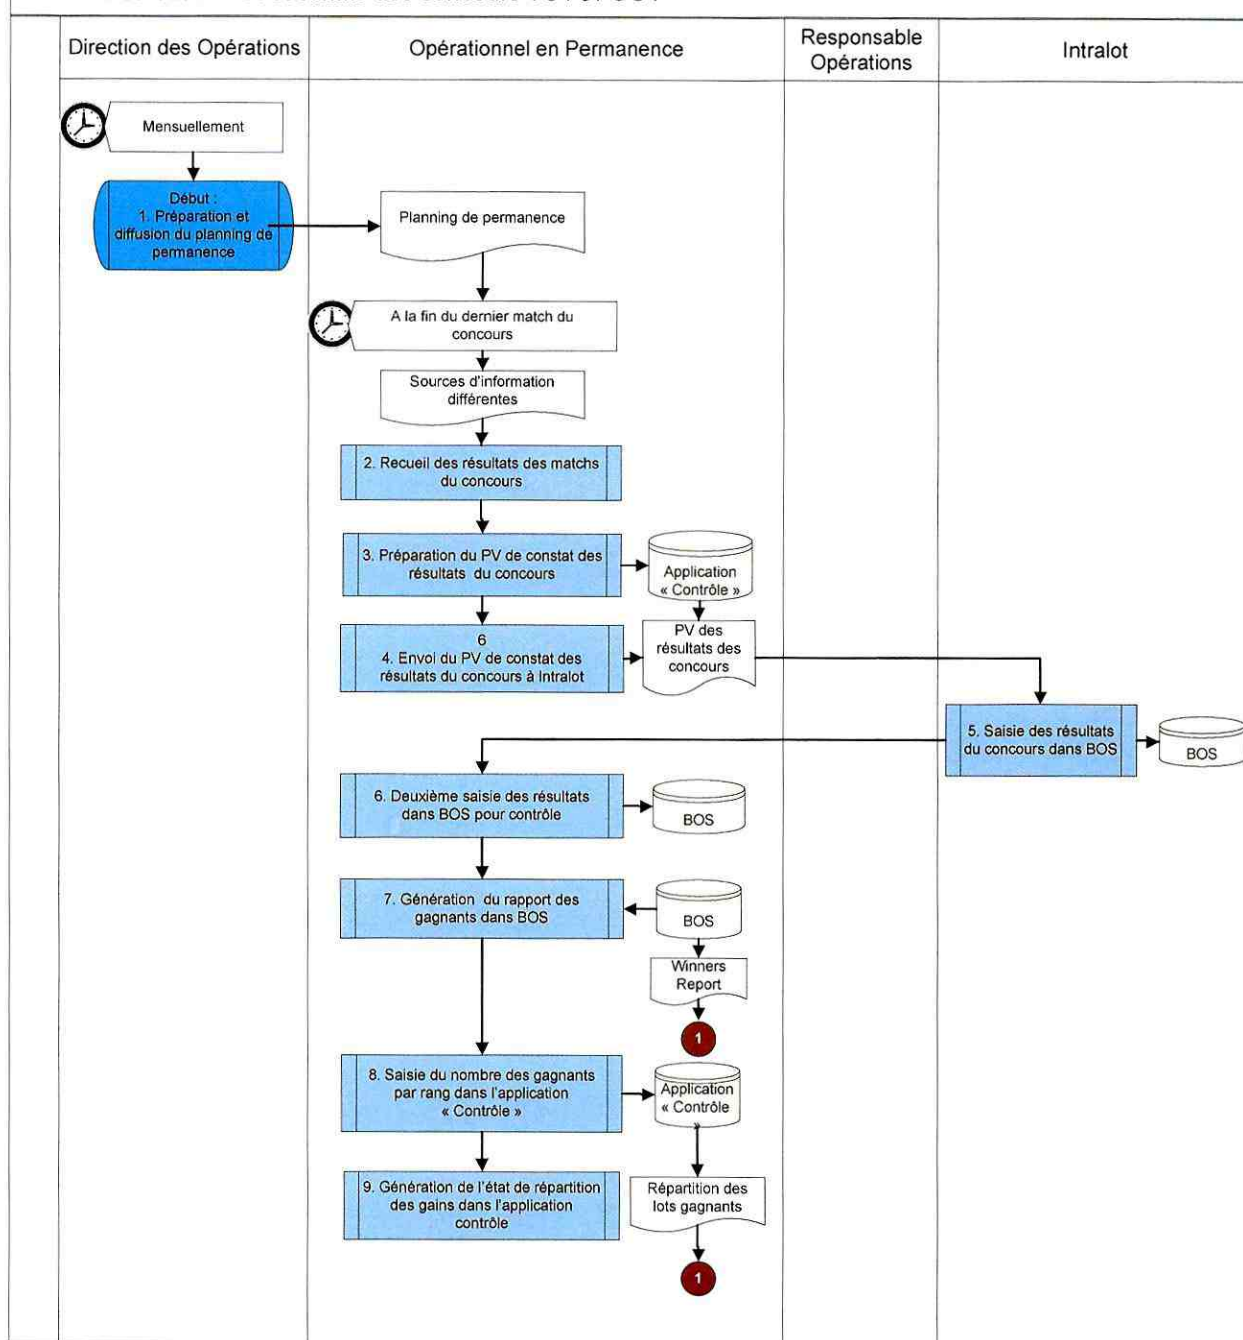 Direction des Opérations
Opérationnel en Permanence
Responsable
Opérations
Intralot
Mensuellement
Début :
1. Préparation et
diffusion du planning de
permanence
Planning de permanence
A la fin du dernier match du
concours
Sources d'information
différentes
2. Recueil des résultats des matchs
du concours
3. Préparation du PV de constat des
résultats du concours
Application
« Contrôle »
6
4. Envoi du PV de constat des
résultats du concours à Intralot
PV des
résultats des
concours
5. Saisie des résultats
du concours dans BOS
BOS
6. Deuxième saisie des résultats
dans BOS pour contrôle
BOS
7. Génération du rapport des
gagnants dans BOS
BOS
Winners
Report
1
8. Saisie du nombre des gagnants
par rang dans l'application
« Contrôle »
Application
« Contrôle
»
9. Génération de l'état de répartition
des gains dans l'application
contrôle
Répartition des
lots gagnants
1